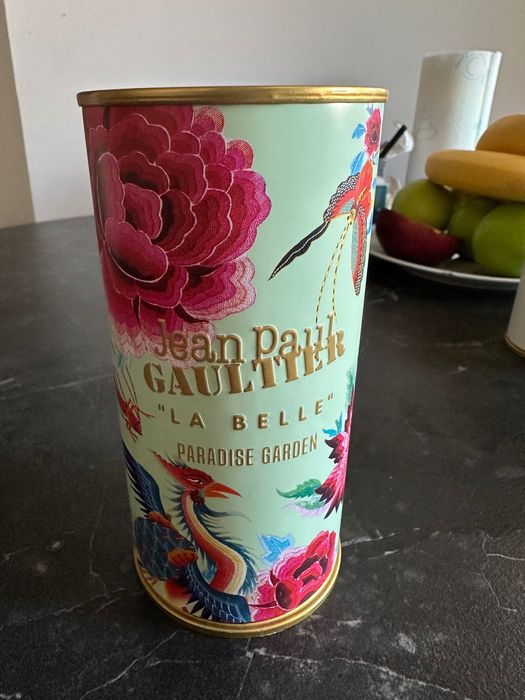 Jean Paul
GAULTIER
"LA BELLE"
PARADISE GARDEN